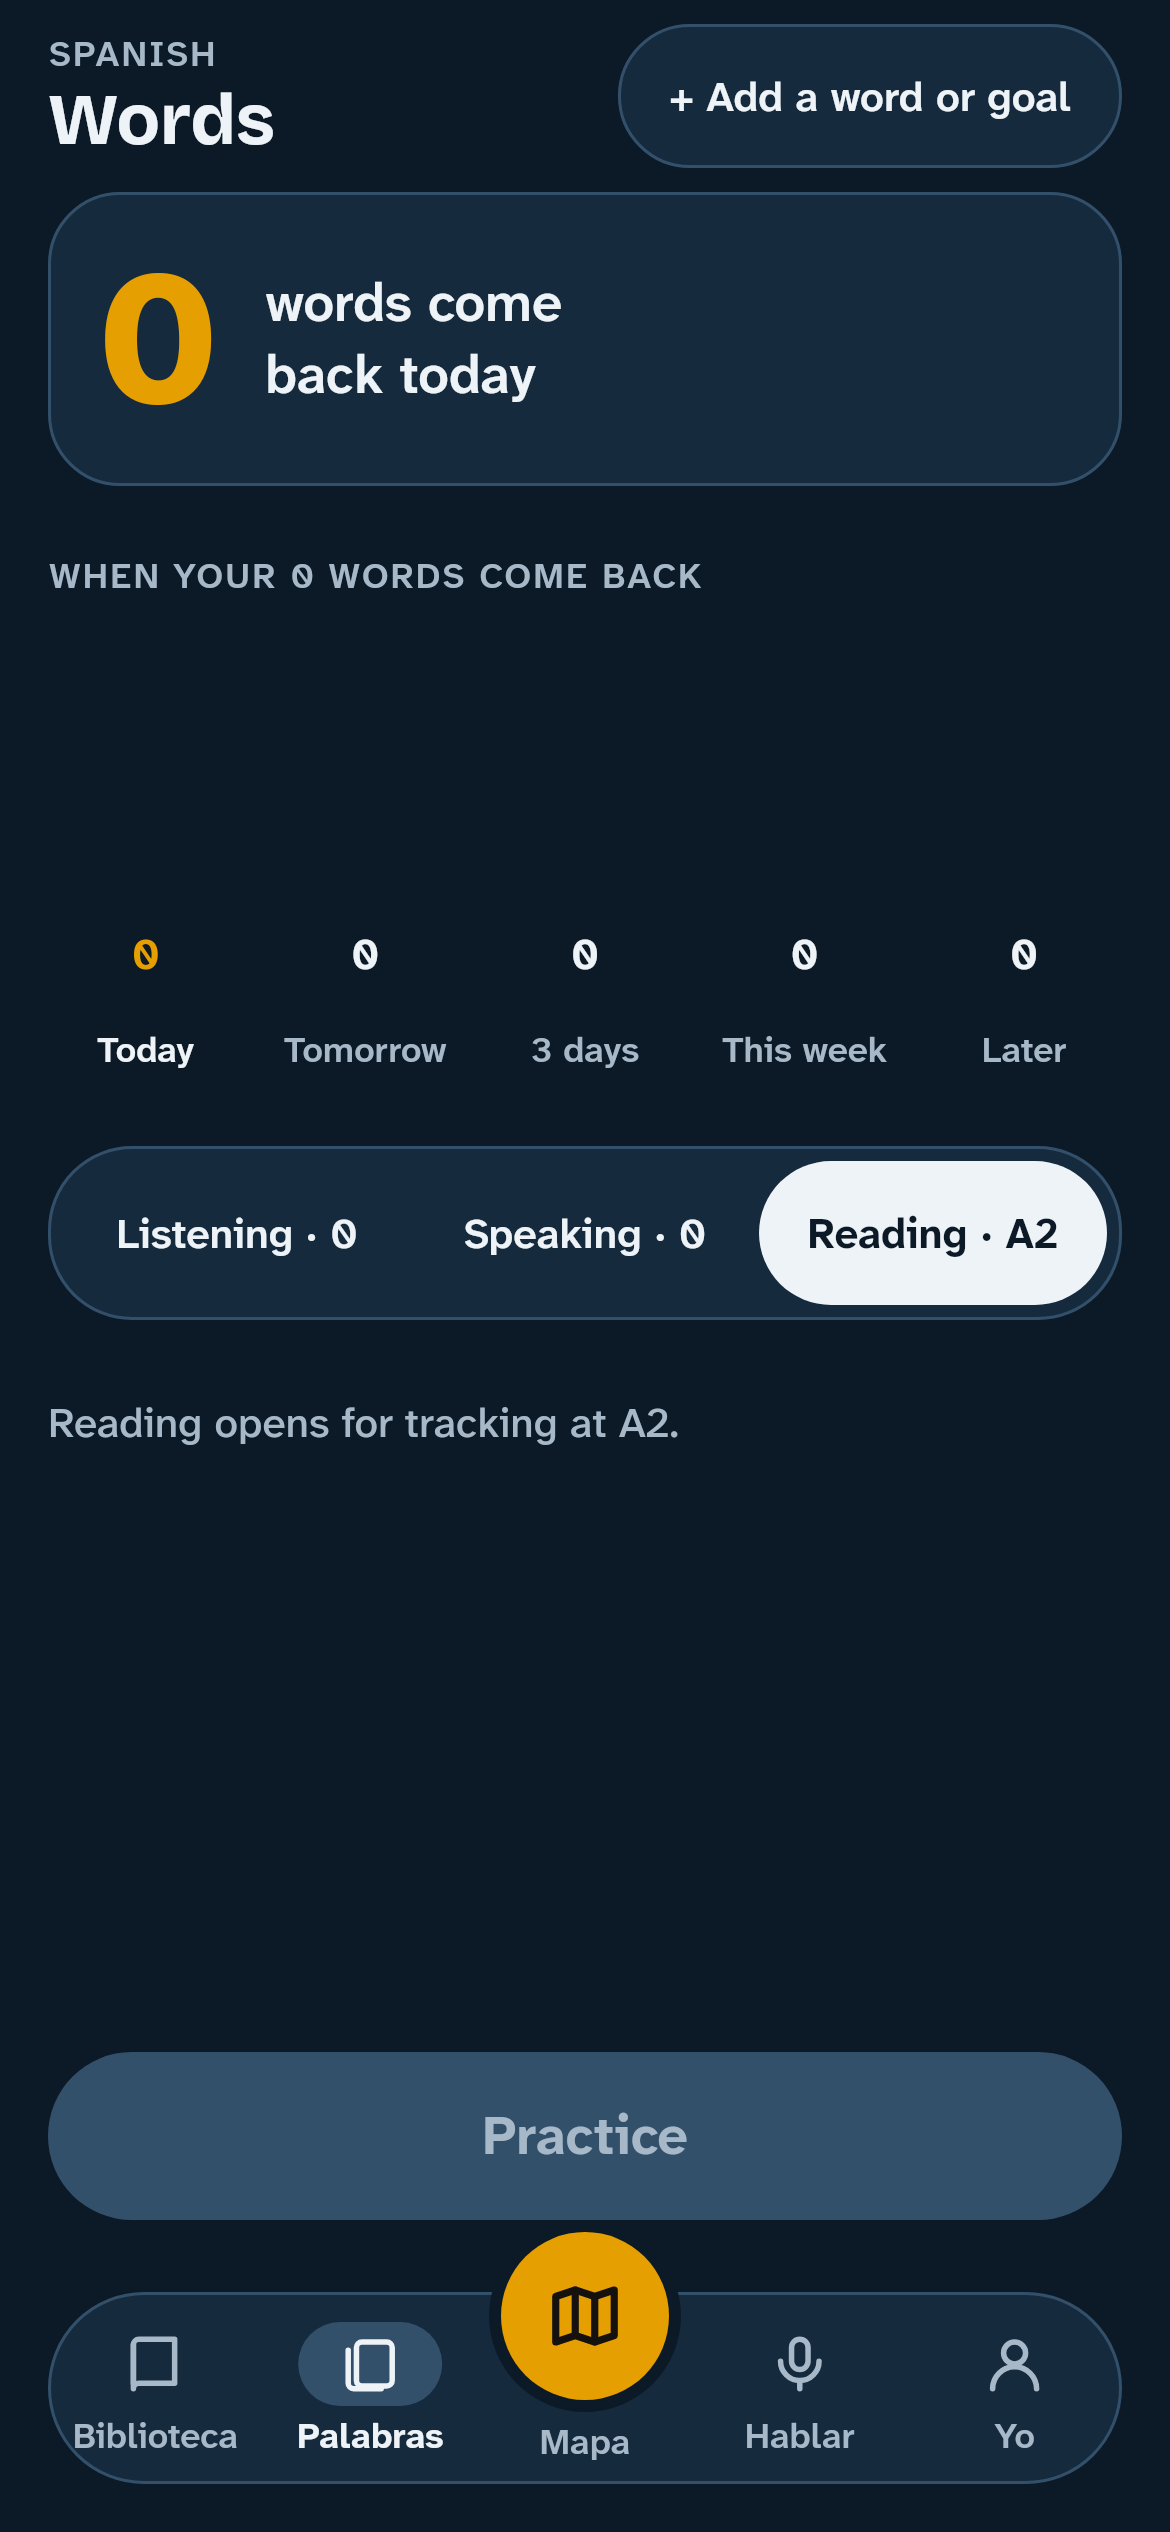 SPANISH
Words
+ Add a word or goal
0
words come
back today
WHEN YOUR 0 WORDS COME BACK
0 0 0 0 0
Today Tomorrow 3 days This week Later
Listening · 0 Speaking · 0 Reading · A2
Reading opens for tracking at A2.
Practice
Biblioteca Palabras Mapa Hablar Yo